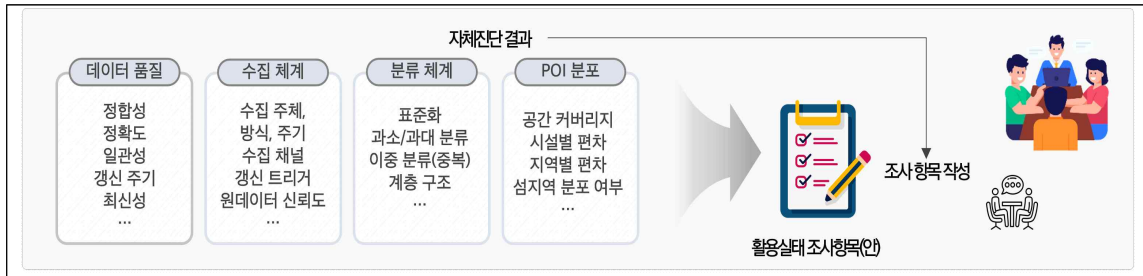 자체진단 결과
데이터 품질
정합성
정확도
일관성
갱신 주기
최신성
...
수집 체계
수집 주체,
방식, 주기
수집 채널
갱신 트리거
원데이터 신뢰도
...
분류 체계
표준화
과소/과대 분류
이중 분류(중복)
계층 구조
...
POI 분포
공간 커버리지
시설별 편차
지역별 편차
섬지역 분포 여부
...
활용실태 조사항목(안)
조사 항목 작성